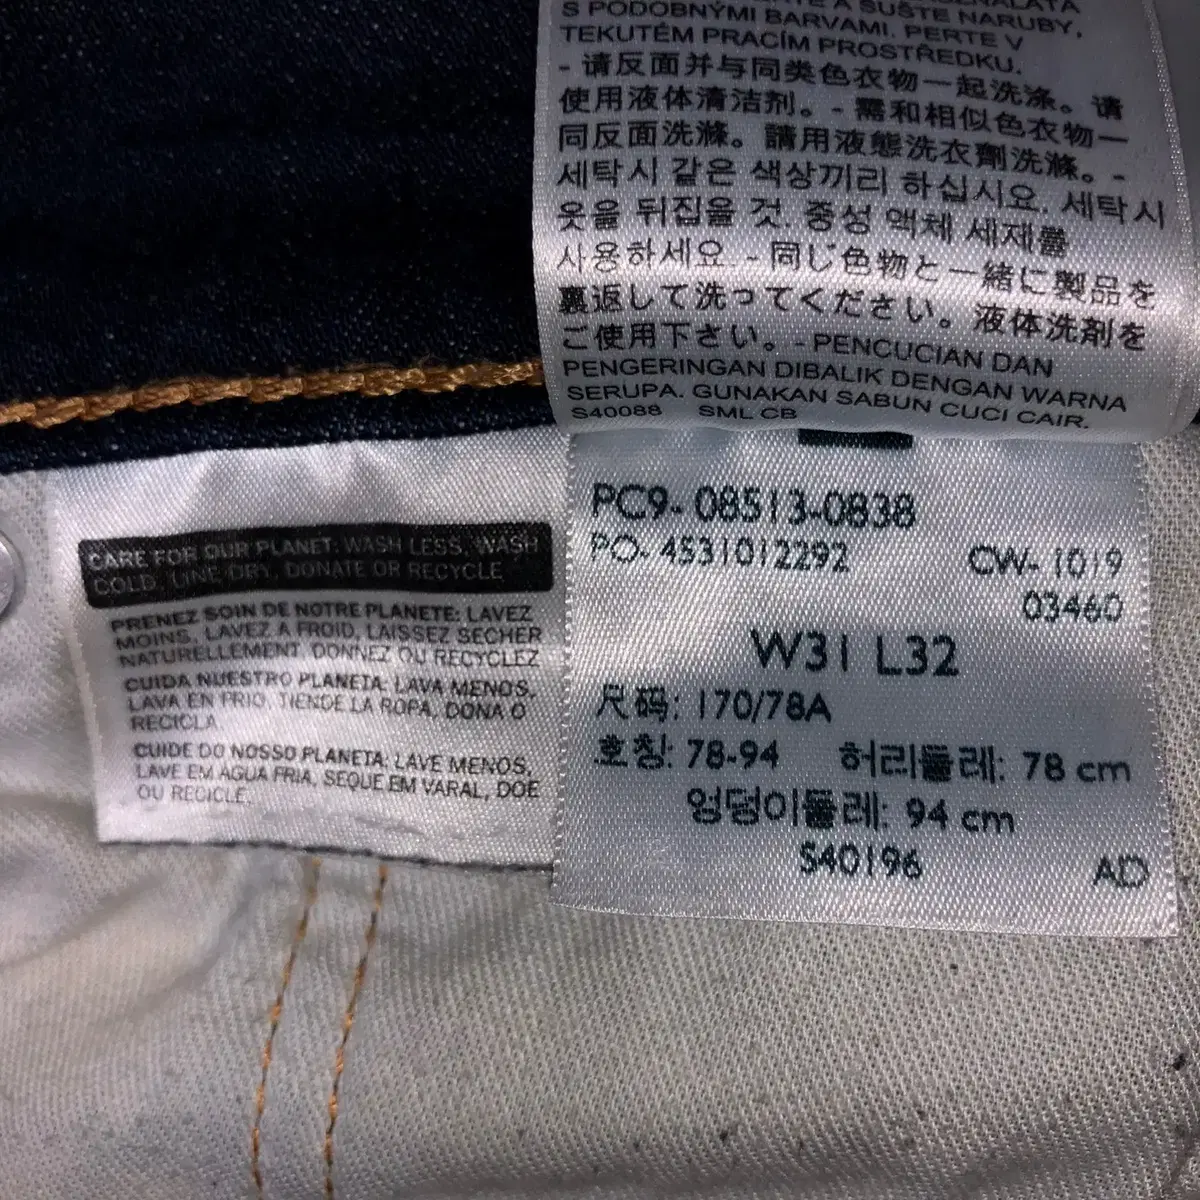 S PODOBNÝMI BARVAMI. PERTE V
TEKUTÉM PRACÍM PROSTŘEDKU.
- 请反面并与同类色衣物一起洗涤。请
使用液体清洁剂。- 需和相似色衣物一
同反面洗滌。請用液態洗衣劑洗滌。-
세탁시 같은 색상끼리 하십시요. 세탁시
옷을 뒤집을 것. 중성 액체 세제를
사용하세요. - 同じ色物と一緒に製品を
裏返して洗ってください。液体洗剤を
ご使用下さい。- PENCUCIAN DAN
PENGERINGAN DIBALIK DENGAN WARNA
SERUPA. GUNAKAN SABUN CUCI CAIR.
S40088 SML CB
CARE FOR OUR PLANET: WASH LESS, WASH
COLD, LINE DRY, DONATE OR RECYCLE
PRENEZ SOIN DE NOTRE PLANETE: LAVEZ
MOINS, LAVEZ A FROID, LAISSEZ SECHER
NATURELLEMENT, DONNEZ OU RECYCLEZ
CUIDA NUESTRO PLANETA: LAVA MENOS,
LAVA EN FRIO, TIENDE LA ROPA, DONA O
RECICLA
CUIDE DO NOSSO PLANETA: LAVE MENOS,
LAVE EM AGUA FRIA, SEQUE EM VARAL, DOE
OU RECICLE.
PC9-08513-0838
PO-4531012292 CW-1019
03460
W31 L32
尺码: 170/78A
호칭: 78-94 허리둘레: 78 cm
엉덩이둘레: 94 cm
S40196 AD